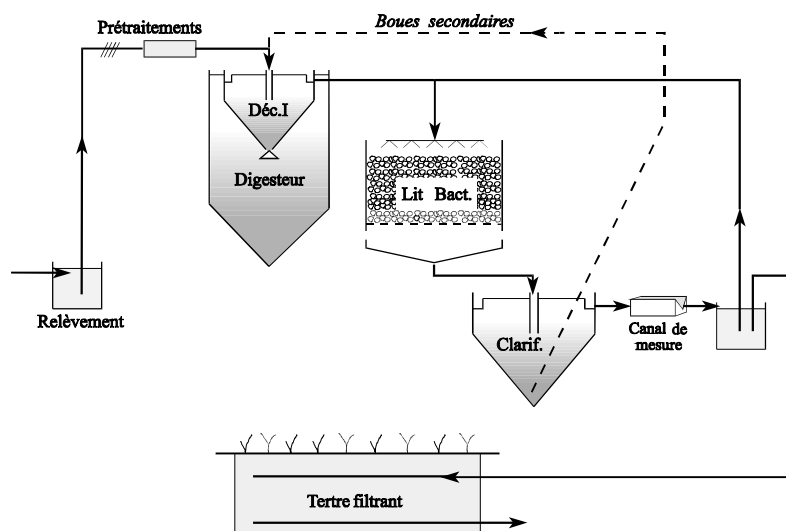 Boues secondaires
Prétraitements
Déc.I
Digesteur
Lit Bact.
Relèvement
Clarif.
Canal de
mesure
Tertre filtrant